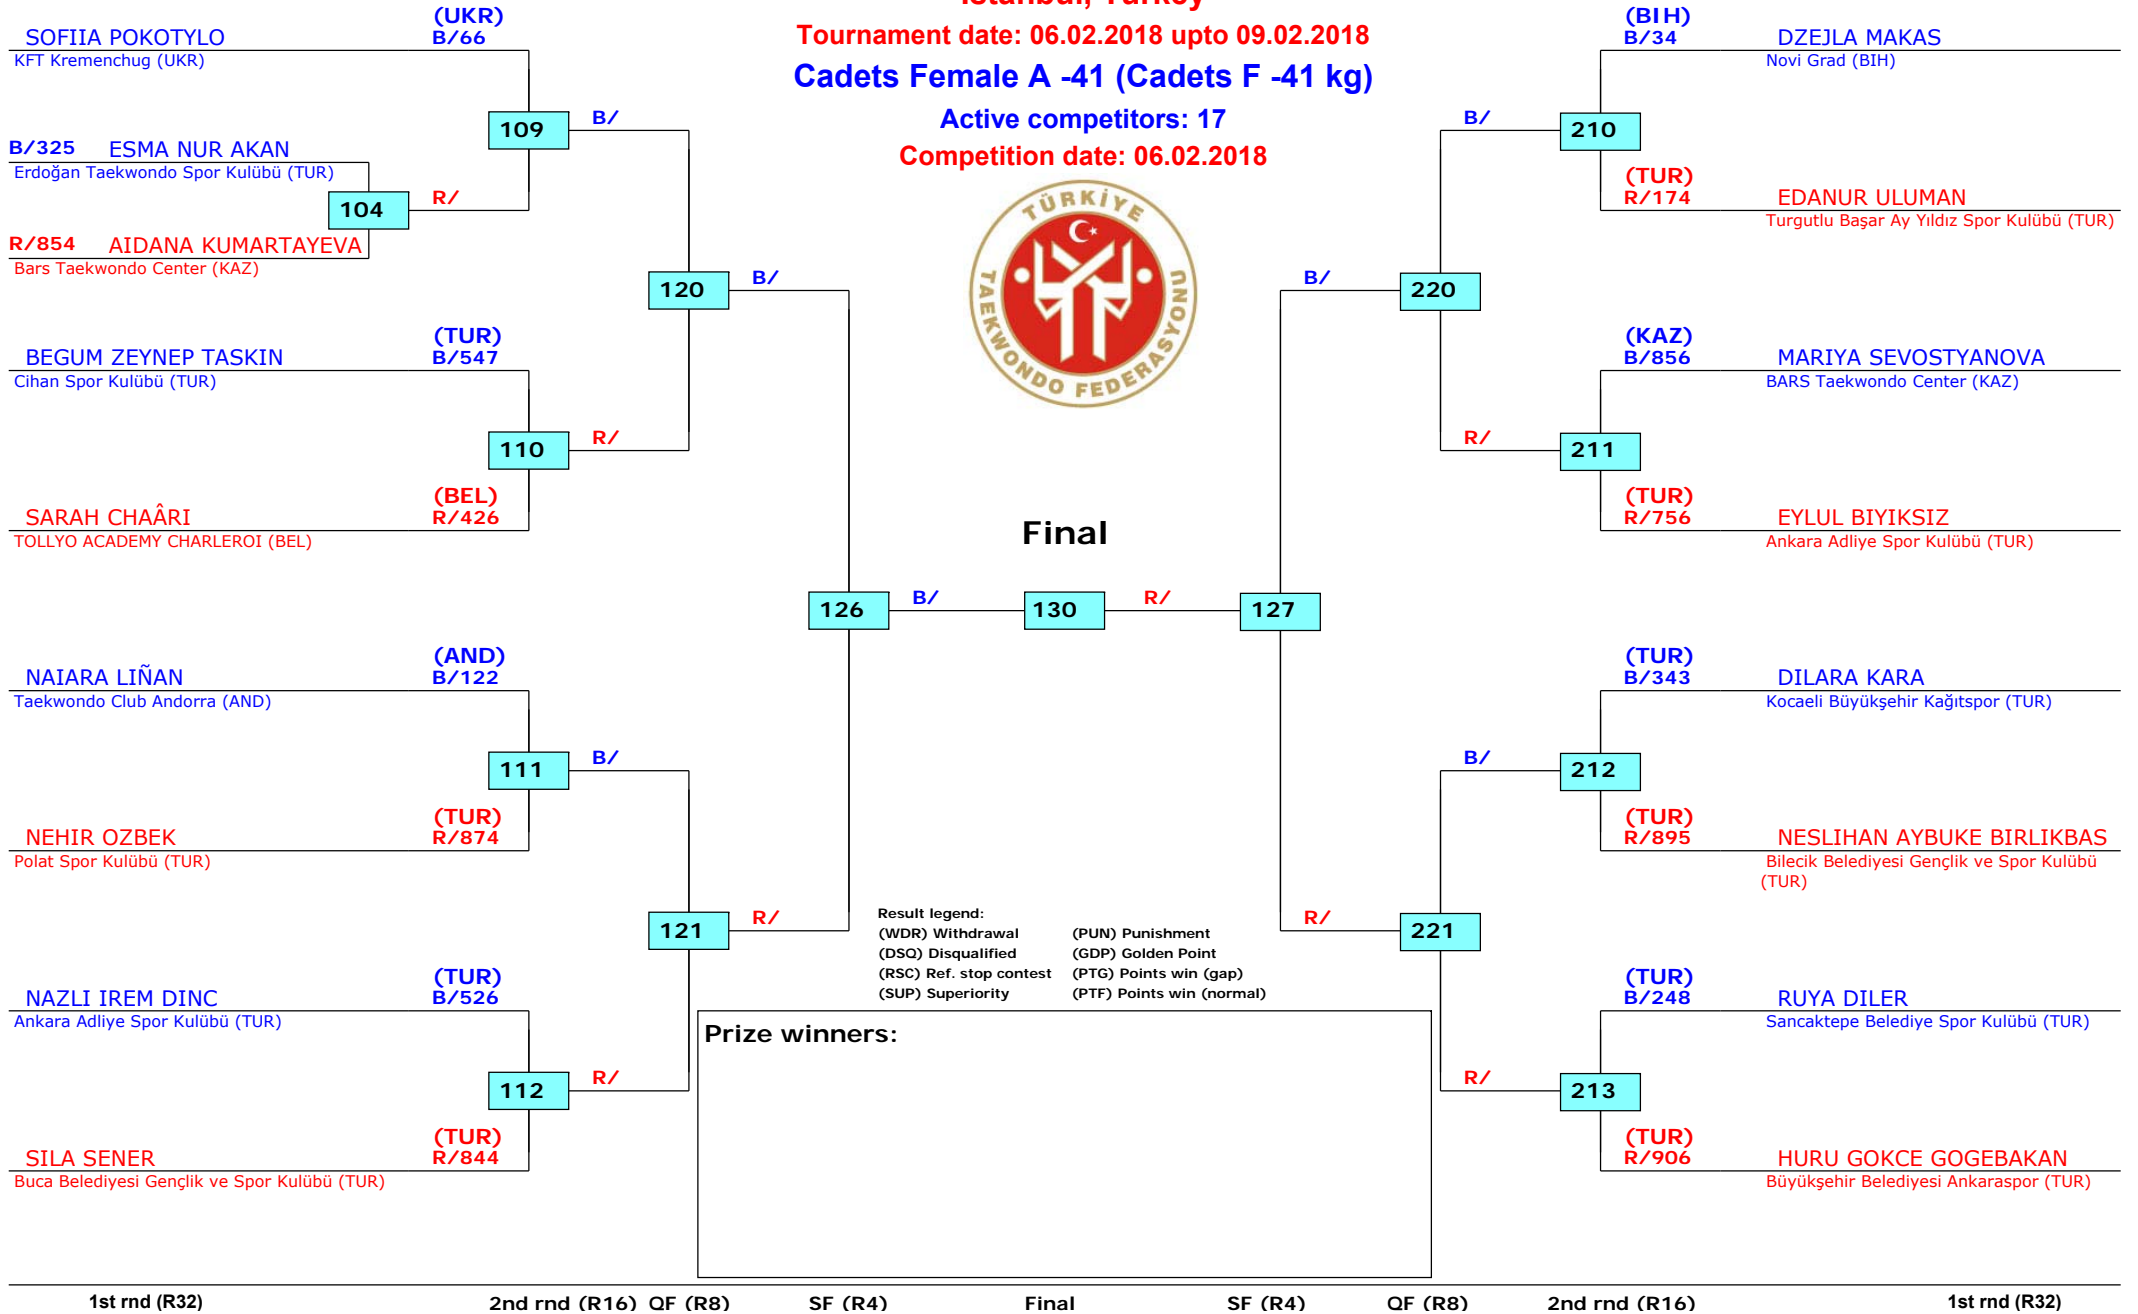 Istanbul, Turkey
Tournament date: 06.02.2018 upto 09.02.2018
Cadets Female A -41 (Cadets F -41 kg)
Active competitors: 17
Competition date: 06.02.2018
TÜRKİYE
TAEKWONDO FEDERASYONU
(UKR)
SOFIIA POKOTYLO B/66
KFT Kremenchug (UKR)
109 B/
B/325 ESMA NUR AKAN
Erdoğan Taekwondo Spor Kulübü (TUR)
104 R/
R/854 AIDANA KUMARTAYEVA
Bars Taekwondo Center (KAZ)
120 B/
(TUR)
BEGUM ZEYNEP TASKIN B/547
Cihan Spor Kulübü (TUR)
110 R/
(BEL)
SARAH CHAÂRI R/426
TOLLYO ACADEMY CHARLEROI (BEL)
126 B/
(AND)
NAIARA LIÑAN B/122
Taekwondo Club Andorra (AND)
111 B/
(TUR)
NEHIR OZBEK R/874
Polat Spor Kulübü (TUR)
121 R/
(TUR)
NAZLI IREM DINC B/526
Ankara Adliye Spor Kulübü (TUR)
112 R/
(TUR)
SILA SENER R/844
Buca Belediyesi Gençlik ve Spor Kulübü (TUR)
Final
130
(BIH)
B/34 DZEJLA MAKAS
Novi Grad (BIH)
B/ 210
(TUR)
R/174 EDANUR ULUMAN
Turgutlu Başar Ay Yıldız Spor Kulübü (TUR)
B/ 220
(KAZ)
B/856 MARIYA SEVOSTYANOVA
BARS Taekwondo Center (KAZ)
R/ 211
(TUR)
R/756 EYLUL BIYIKSIZ
Ankara Adliye Spor Kulübü (TUR)
R/ 127
(TUR)
B/343 DILARA KARA
Kocaeli Büyükşehir Kağıtspor (TUR)
B/ 212
(TUR)
R/895 NESLIHAN AYBUKE BIRLIKBAS
Bilecik Belediyesi Gençlik ve Spor Kulübü
(TUR)
R/ 221
(TUR)
B/248 RUYA DILER
Sancaktepe Belediye Spor Kulübü (TUR)
R/ 213
(TUR)
R/906 HURU GOKCE GOGEBAKAN
Büyükşehir Belediyesi Ankaraspor (TUR)
Result legend:
(WDR) Withdrawal (PUN) Punishment
(DSQ) Disqualified (GDP) Golden Point
(RSC) Ref. stop contest (PTG) Points win (gap)
(SUP) Superiority (PTF) Points win (normal)
Prize winners:
1st rnd (R32) 2nd rnd (R16) QF (R8) SF (R4) Final SF (R4) QF (R8) 2nd rnd (R16) 1st rnd (R32)